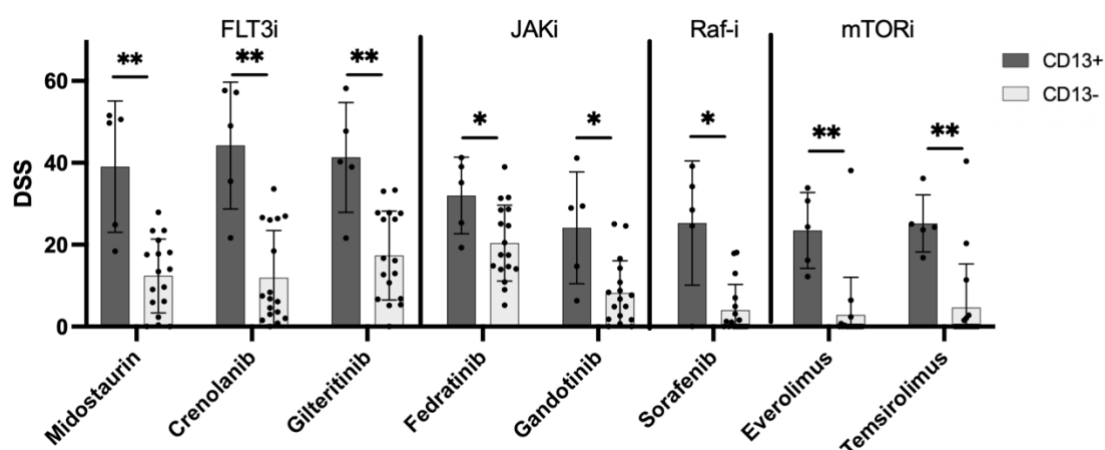 FLT3i JAKi Raf-i mTORi
** ** ** * * * ** **
CD13+
CD13-
DSS
60
40
20
0
Midostaurin
Crenolanib
Gilteritinib
Fedratinib
Gandotinib
Sorafenib
Everolimus
Temsirolimus